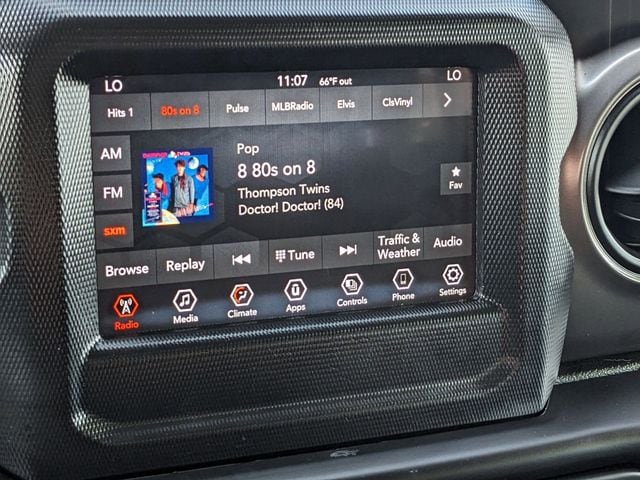 LO 11:07 66°F out LO
Hits 1 80s on 8 Pulse MLBRadio Elvis ClsVinyl
AM
FM
sxm
Pop
8 80s on 8
Thompson Twins
Doctor! Doctor! (84)
Fav
Browse Replay Tune Traffic & Weather Audio
Radio Media Climate Apps Controls Phone Settings